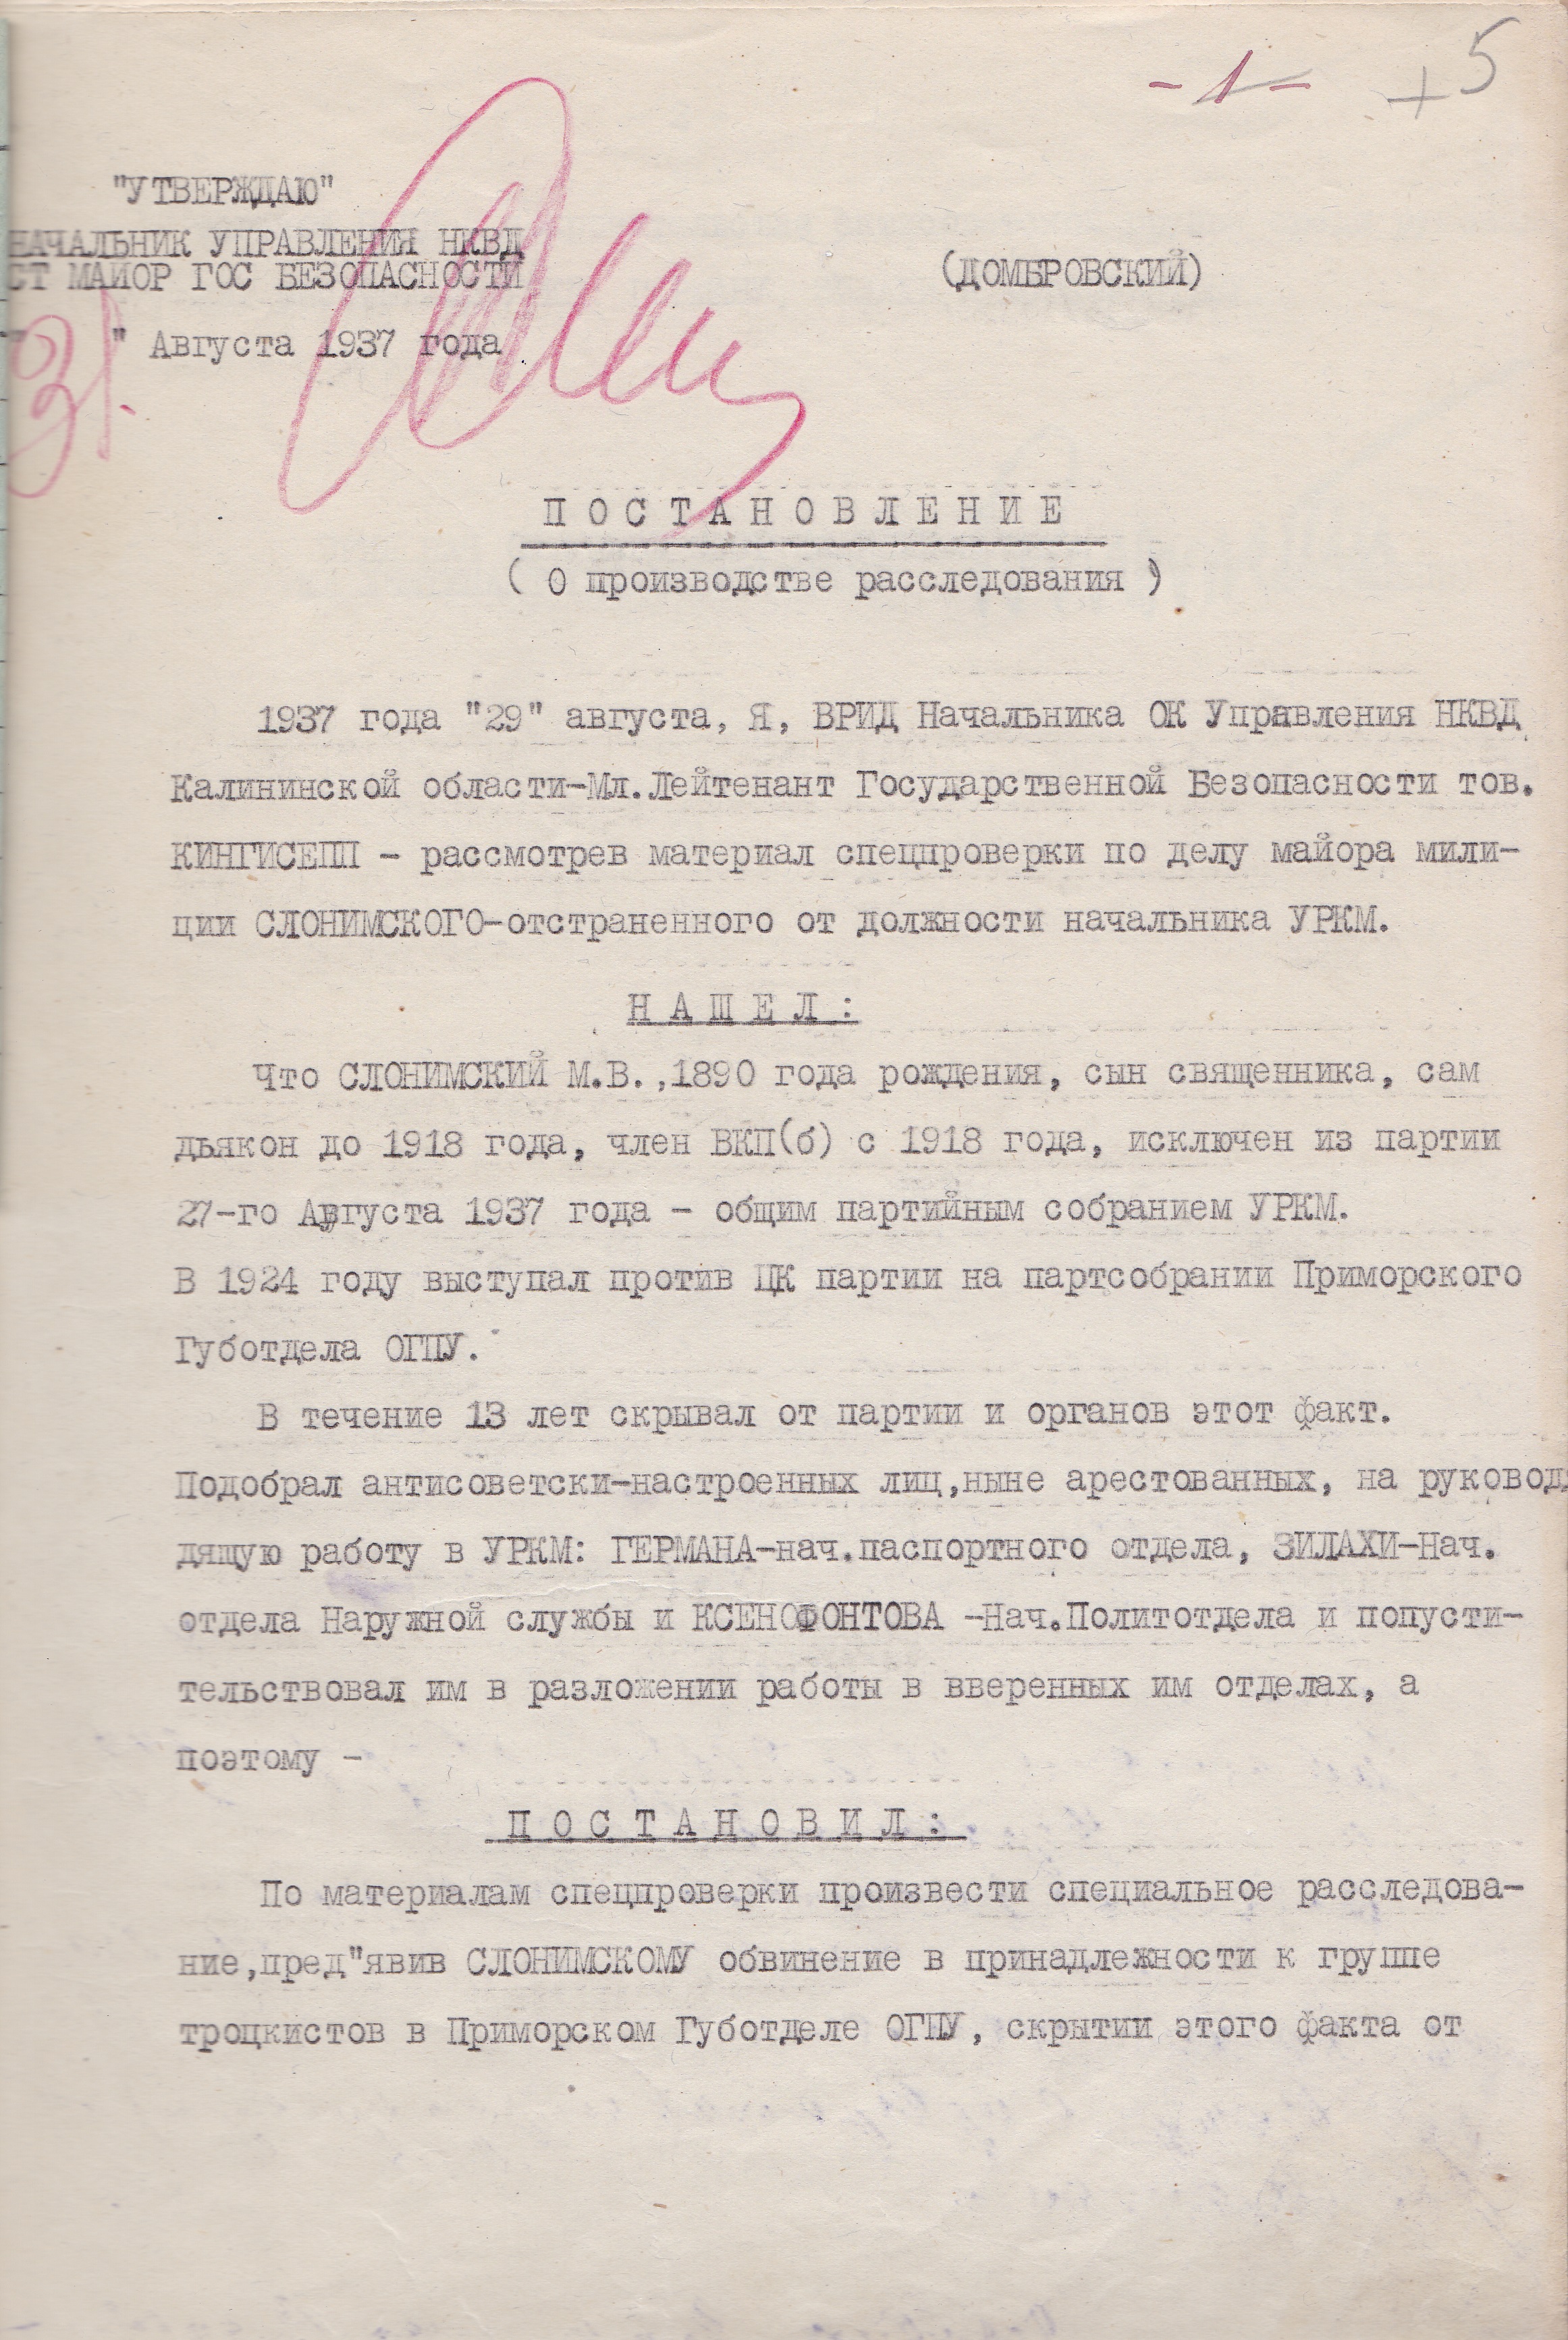 - 1 - + 5
"УТВЕРЖДАЮ"
НАЧАЛЬНИК УПРАВЛЕНИЯ НКВД
СТ МАЙОР ГОС БЕЗОПАСНОСТИ (ДОМБРОВСКИЙ)
"31." Августа 1937 года.
ПОСТАНОВЛЕНИЕ
( О производстве расследования )
1937 года "29" августа, Я, ВРИД Начальника ОК Управления НКВД
Калининской области-Мл.Лейтенант Государственной Безопасности тов.
КИНГИСЕПП - рассмотрев материал спецпроверки по делу майора мили-
ции СЛОНИМСКОГО-отстраненного от должности начальника УРКМ.
НАШЕЛ:
Что СЛОНИМСКИЙ М.В.,1890 года рождения, сын священника, сам
дьякон до 1918 года, член ВКП(б) с 1918 года, исключен из партии
27-го Августа 1937 года - общим партийным собранием УРКМ.
В 1924 году выступал против ЦК партии на партсобрании Приморского
Губотдела ОГПУ.
В течение 13 лет скрывал от партии и органов этот факт.
Подобрал антисоветски-настроенных лиц,ныне арестованных, на руководя
дящую работу в УРКМ: ГЕРМАНА-нач.паспортного отдела, ЗИЛАХИ-Нач.
отдела Наружной службы и КСЕНОФОНТОВА -Нач.Политотдела и попусти-
тельствовал им в разложении работы в вверенных им отделах, а
поэтому -
ПОСТАНОВИЛ:
По материалам спецпроверки произвести специальное расследова-
ние,пред"явив СЛОНИМСКОМУ обвинение в принадлежности к группе
троцкистов в Приморском Губотделе ОГПУ, скрытии этого факта от